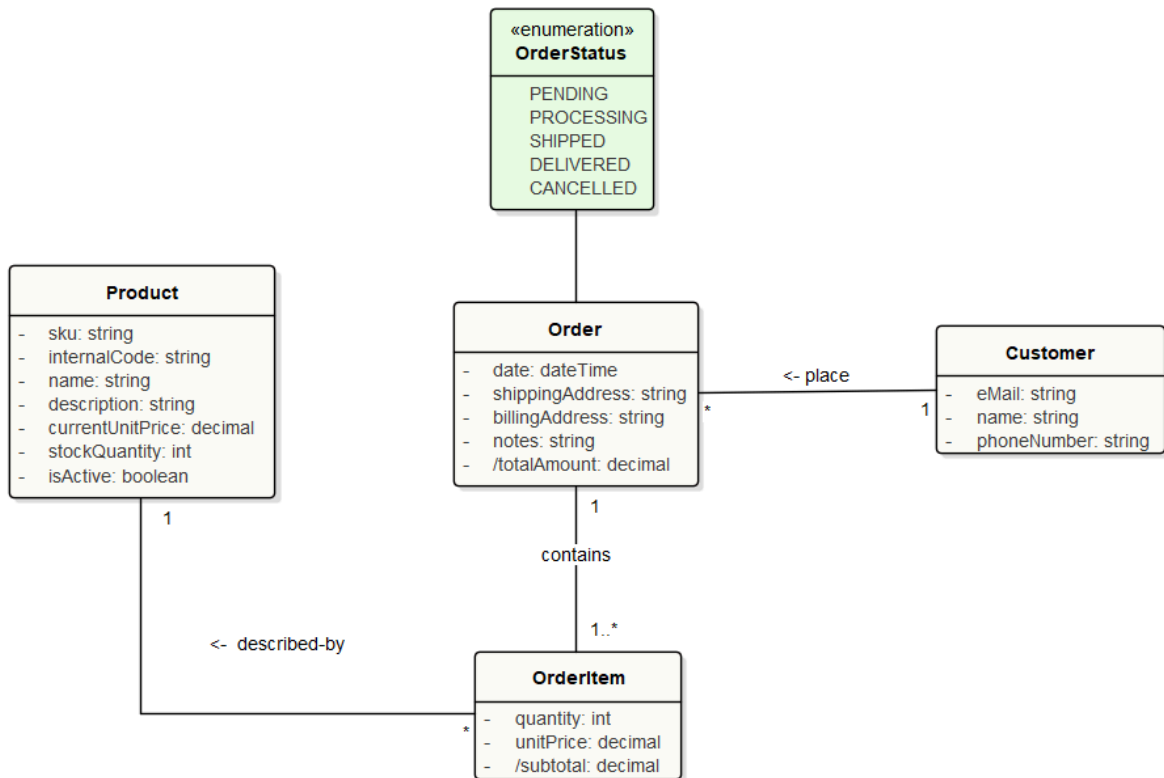 «enumeration»
OrderStatus
PENDING
PROCESSING
SHIPPED
DELIVERED
CANCELLED
Product
- sku: string
- internalCode: string
- name: string
- description: string
- currentUnitPrice: decimal
- stockQuantity: int
- isActive: boolean
1
Order
- date: dateTime
- shippingAddress: string
- billingAddress: string
- notes: string
- /totalAmount: decimal
<- place
*
1
Customer
- eMail: string
- name: string
- phoneNumber: string
1
contains
1..*
<- described-by
*
OrderItem
- quantity: int
- unitPrice: decimal
- /subtotal: decimal